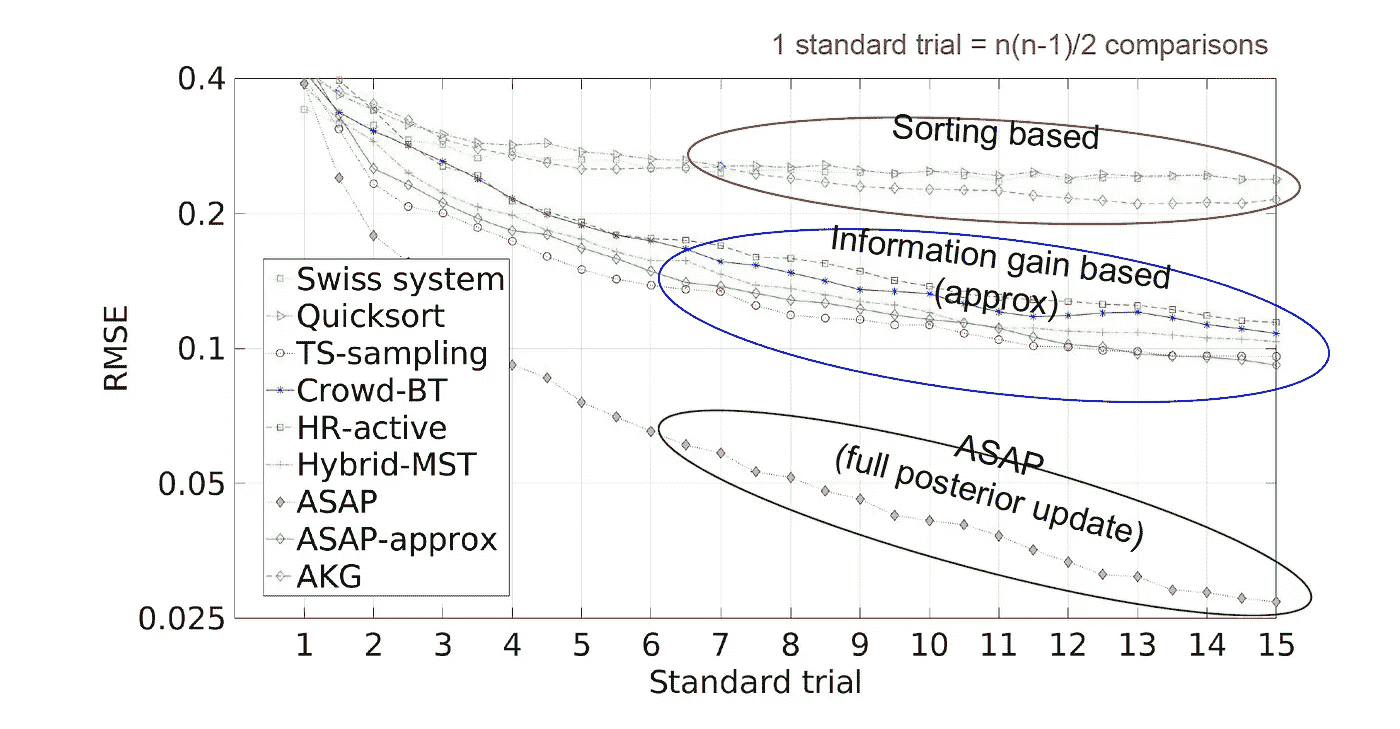 1 standard trial = n(n-1)/2 comparisons
0.4
Sorting based
0.2
Information gain based
(approx)
Swiss system
Quicksort
TS-sampling
Crowd-BT
HR-active
Hybrid-MST
ASAP
ASAP-approx
AKG
RMSE
0.1
ASAP
(full posterior update)
0.05
0.025
1 2 3 4 5 6 7 8 9 10 11 12 13 14 15
Standard trial